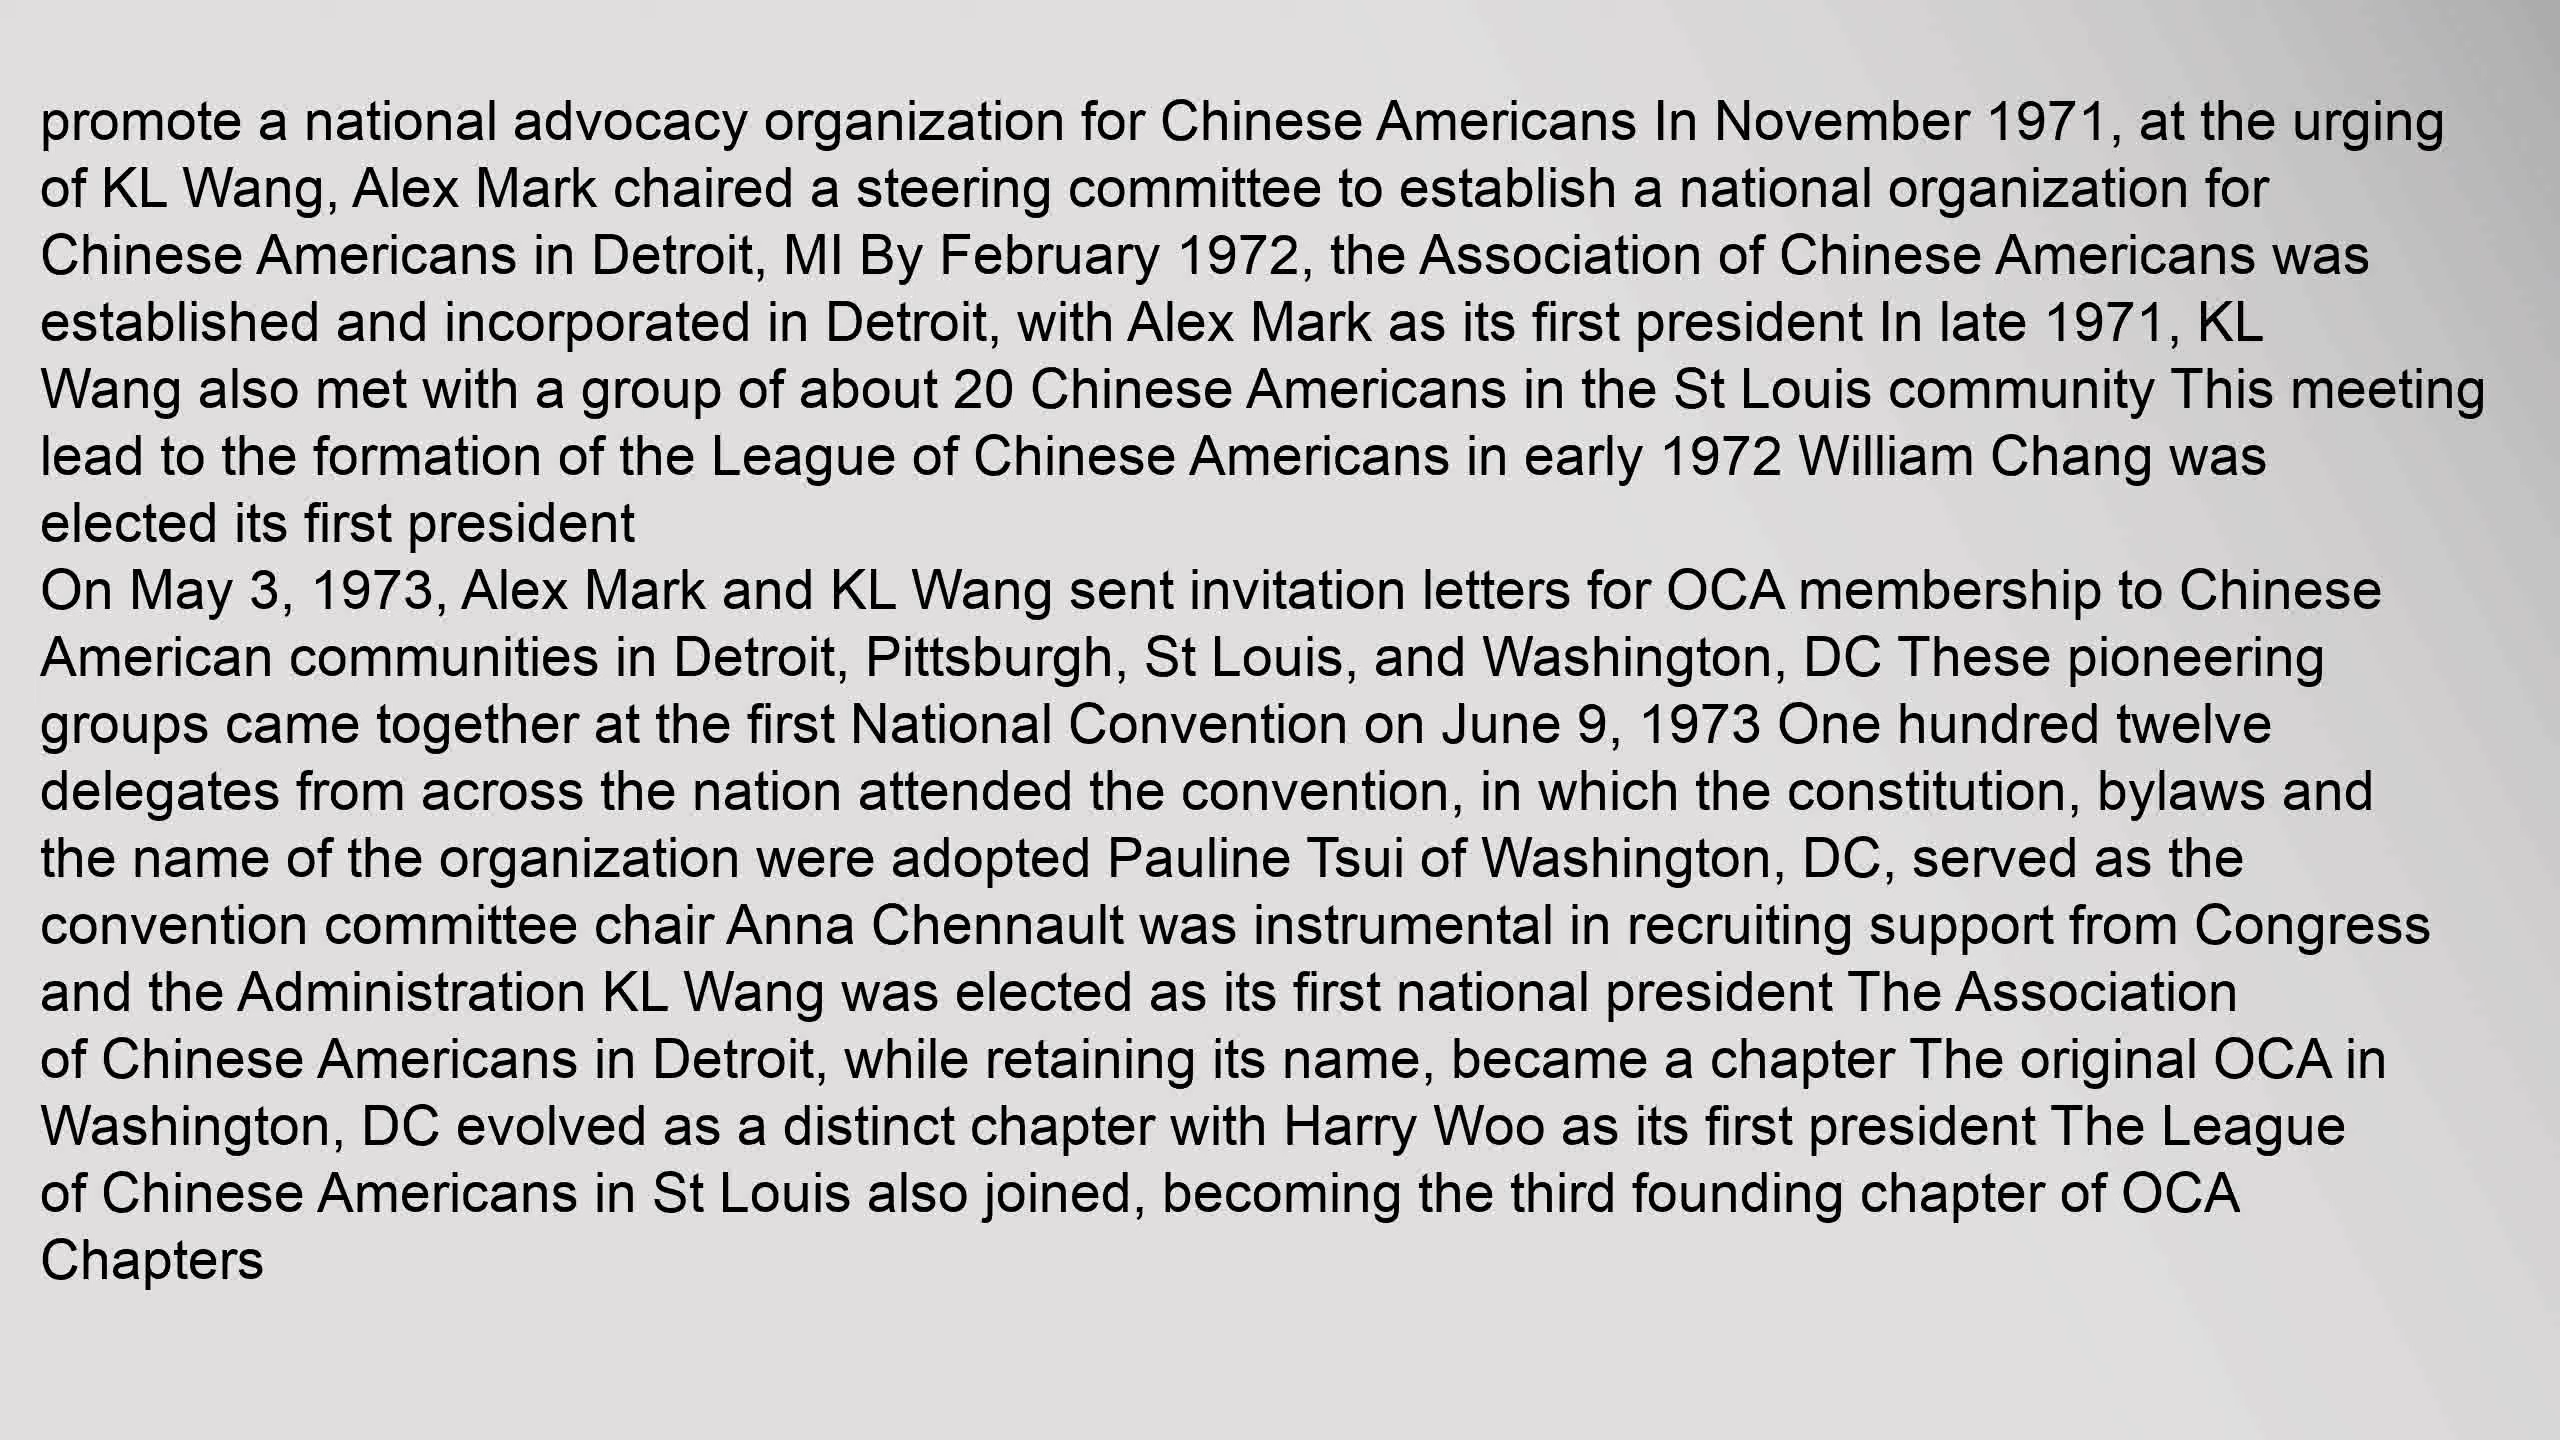 promote a national advocacy organization for Chinese Americans In November 1971, at the urging
of KL Wang, Alex Mark chaired a steering committee to establish a national organization for
Chinese Americans in Detroit, MI By February 1972, the Association of Chinese Americans was
established and incorporated in Detroit, with Alex Mark as its first president In late 1971, KL
Wang also met with a group of about 20 Chinese Americans in the St Louis community This meeting
lead to the formation of the League of Chinese Americans in early 1972 William Chang was
elected its first president
On May 3, 1973, Alex Mark and KL Wang sent invitation letters for OCA membership to Chinese
American communities in Detroit, Pittsburgh, St Louis, and Washington, DC These pioneering
groups came together at the first National Convention on June 9, 1973 One hundred twelve
delegates from across the nation attended the convention, in which the constitution, bylaws and
the name of the organization were adopted Pauline Tsui of Washington, DC, served as the
convention committee chair Anna Chennault was instrumental in recruiting support from Congress
and the Administration KL Wang was elected as its first national president The Association
of Chinese Americans in Detroit, while retaining its name, became a chapter The original OCA in
Washington, DC evolved as a distinct chapter with Harry Woo as its first president The League
of Chinese Americans in St Louis also joined, becoming the third founding chapter of OCA
Chapters